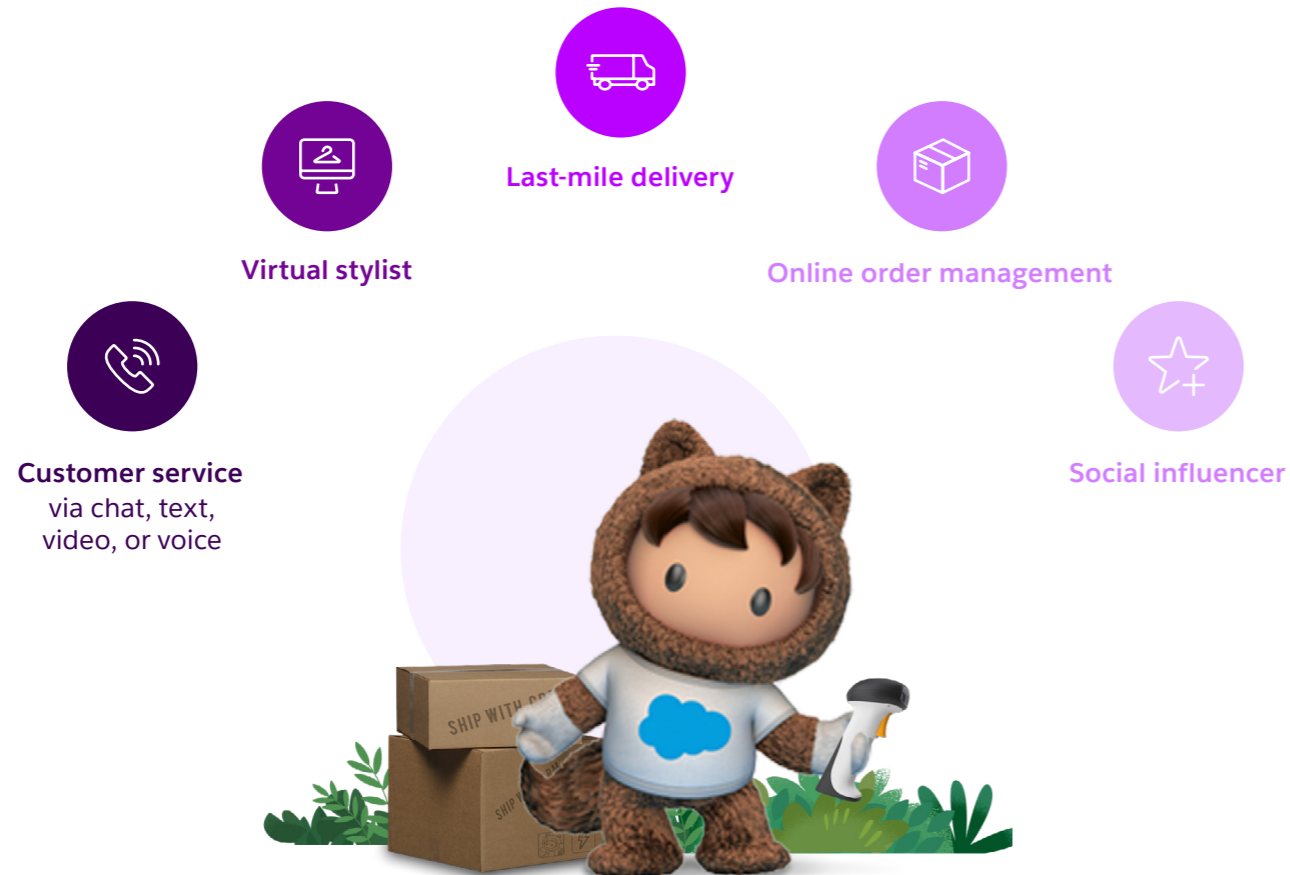 Last-mile delivery
Virtual stylist
Online order management
Customer service
via chat, text,
video, or voice
Social influencer
SHIP WITH
SHIP